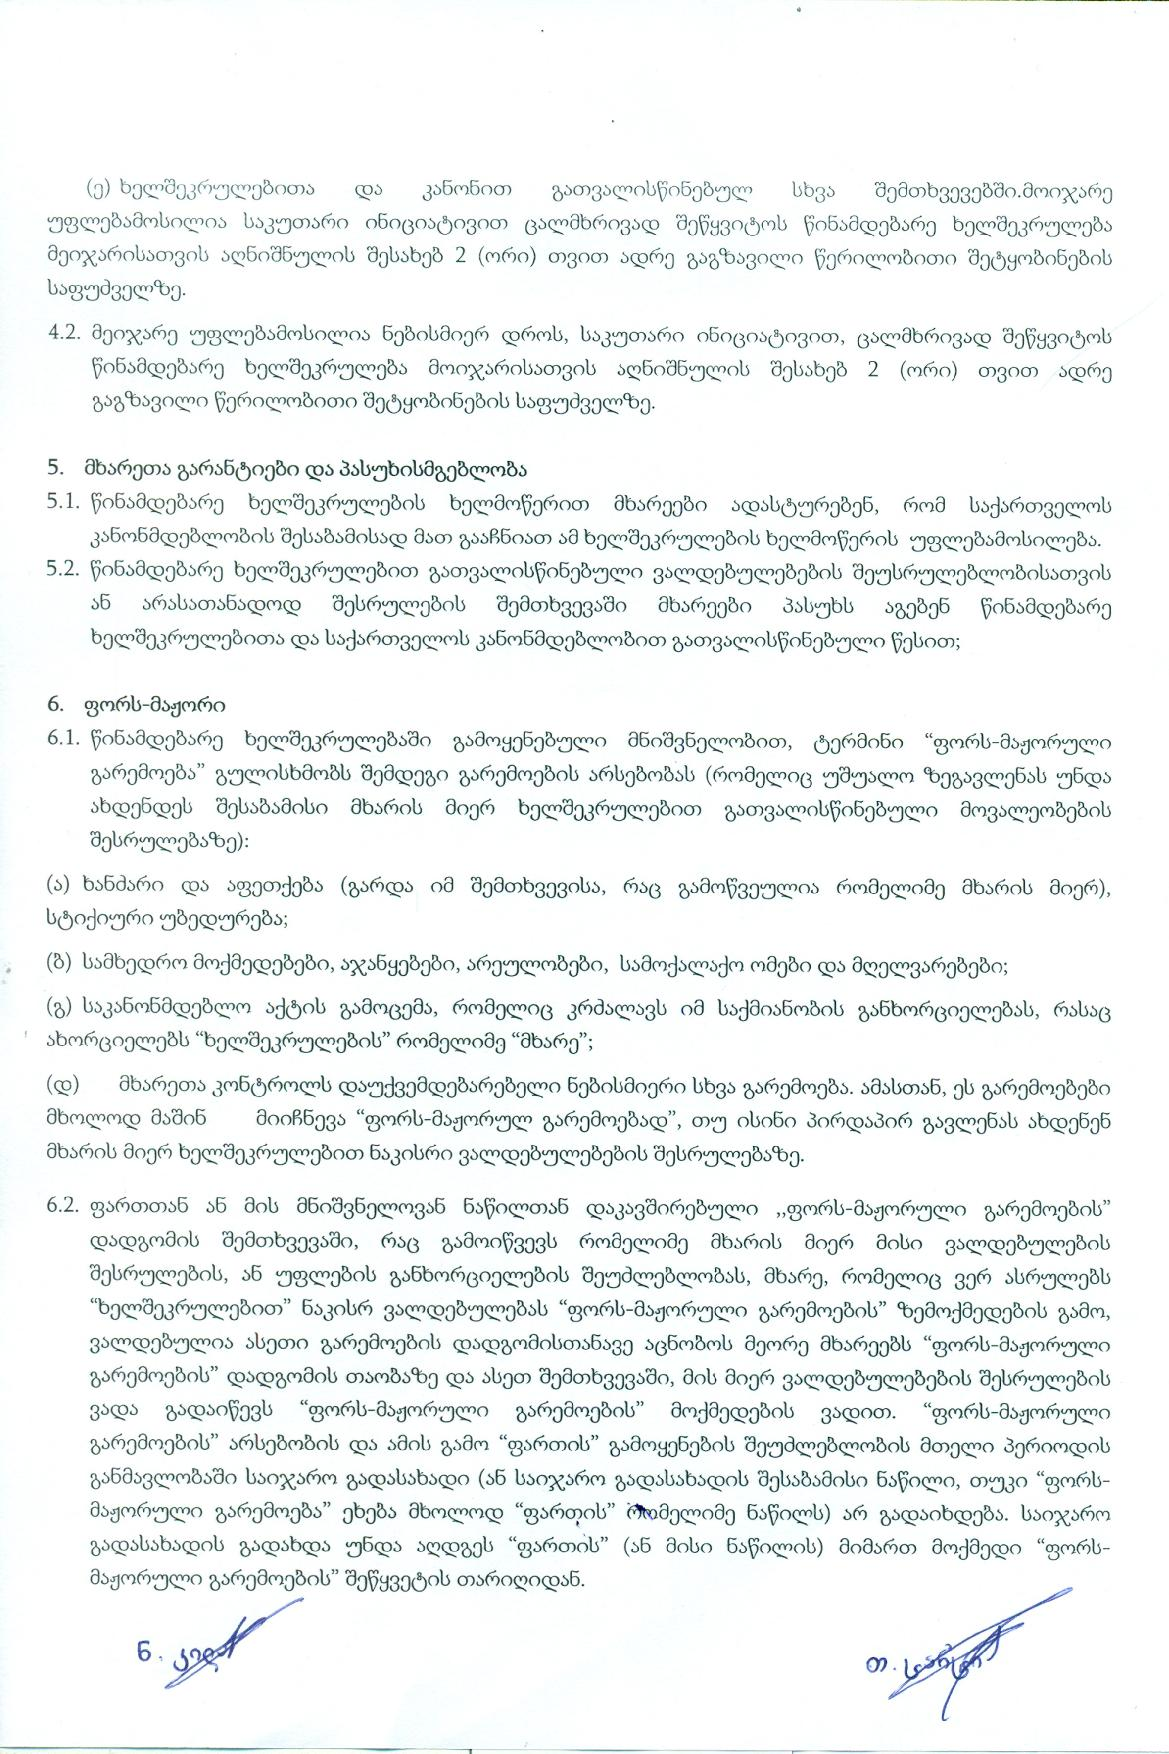 (ე) ხელშეკრულებითა და კანონით გათვალისწინებულ სხვა შემთხვევებში.მოიჯარე
უფლებამოსილია საკუთარი ინიციატივით ცალმხრივად შეწყვიტოს წინამდებარე ხელშეკრულება
მეიჯარისათვის აღნიშნულის შესახებ 2 (ორი) თვით ადრე გაგზავილი წერილობითი შეტყობინების
საფუძველზე.
4.2. მეიჯარე უფლებამოსილია ნებისმიერ დროს, საკუთარი ინიციატივით, ცალმხრივად შეწყვიტოს
წინამდებარე ხელშეკრულება მოიჯარისათვის აღნიშნულის შესახებ 2 (ორი) თვით ადრე
გაგზავილი წერილობითი შეტყობინების საფუძველზე.
5. მხარეთა გარანტიები და პასუხისმგებლობა
5.1. წინამდებარე ხელშეკრულების ხელმოწერით მხარეები ადასტურებენ, რომ საქართველოს
კანონმდებლობის შესაბამისად მათ გააჩნიათ ამ ხელშეკრულების ხელმოწერის უფლებამოსილება.
5.2. წინამდებარე ხელშეკრულებით გათვალისწინებული ვალდებულებების შეუსრულებლობისათვის
ან არასათანადოდ შესრულების შემთხვევაში მხარეები პასუხს აგებენ წინამდებარე
ხელშეკრულებითა და საქართველოს კანონმდებლობით გათვალისწინებული წესით;
6. ფორს-მაჟორი
6.1. წინამდებარე ხელშეკრულებაში გამოყენებული მნიშვნელობით, ტერმინი “ფორს-მაჟორული
გარემოება” გულისხმობს შემდეგი გარემოების არსებობას (რომელიც უშუალო ზეგავლენას უნდა
ახდენდეს შესაბამისი მხარის მიერ ხელშეკრულებით გათვალისწინებული მოვალეობების
შესრულებაზე):
(ა) ხანძარი და აფეთქება (გარდა იმ შემთხვევისა, რაც გამოწვეულია რომელიმე მხარის მიერ),
სტიქიური უბედურება;
(ბ) სამხედრო მოქმედებები, აჯანყებები, არეულობები, სამოქალაქო ომები და მღელვარებები;
(გ) საკანონმდებლო აქტის გამოცემა, რომელიც კრძალავს იმ საქმიანობის განხორციელებას, რასაც
ახორციელებს “ხელშეკრულების” რომელიმე “მხარე”;
(დ) მხარეთა კონტროლს დაუქვემდებარებელი ნებისმიერი სხვა გარემოება. ამასთან, ეს გარემოებები
მხოლოდ მაშინ მიიჩნევა “ფორს-მაჟორულ გარემოებად”, თუ ისინი პირდაპირ გავლენას ახდენენ
მხარის მიერ ხელშეკრულებით ნაკისრი ვალდებულებების შესრულებაზე.
6.2. ფართთან ან მის მნიშვნელოვან ნაწილთან დაკავშირებული ,,ფორს-მაჟორული გარემოების”
დადგომის შემთხვევაში, რაც გამოიწვევს რომელიმე მხარის მიერ მისი ვალდებულების
შესრულების, ან უფლების განხორციელების შეუძლებლობას, მხარე, რომელიც ვერ ასრულებს
“ხელშეკრულებით” ნაკისრ ვალდებულებას “ფორს-მაჟორული გარემოების” ზემოქმედების გამო,
ვალდებულია ასეთი გარემოების დადგომისთანავე აცნობოს მეორე მხარეებს “ფორს-მაჟორული
გარემოების” დადგომის თაობაზე და ასეთ შემთხვევაში, მის მიერ ვალდებულებების შესრულების
ვადა გადაიწევს “ფორს-მაჟორული გარემოების” მოქმედების ვადით. “ფორს-მაჟორული
გარემოების” არსებობის და ამის გამო “ფართის” გამოყენების შეუძლებლობის მთელი პერიოდის
განმავლობაში საიჯარო გადასახადი (ან საიჯარო გადასახადის შესაბამისი ნაწილი, თუკი “ფორს-
მაჟორული გარემოება” ეხება მხოლოდ “ფართის” რომელიმე ნაწილს) არ გადაიხდება. საიჯარო
გადასახადის გადახდა უნდა აღდგეს “ფართის” (ან მისი ნაწილის) მიმართ მოქმედი “ფორს-
მაჟორული გარემოების” შეწყვეტის თარიღიდან.
ნ.
თ.